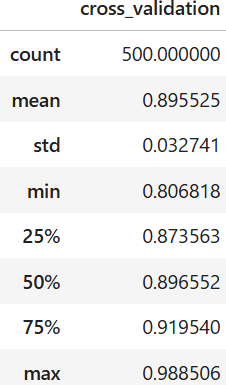 cross_validation
count 500.000000
mean 0.895525
std 0.032741
min 0.806818
25% 0.873563
50% 0.896552
75% 0.919540
max 0.988506